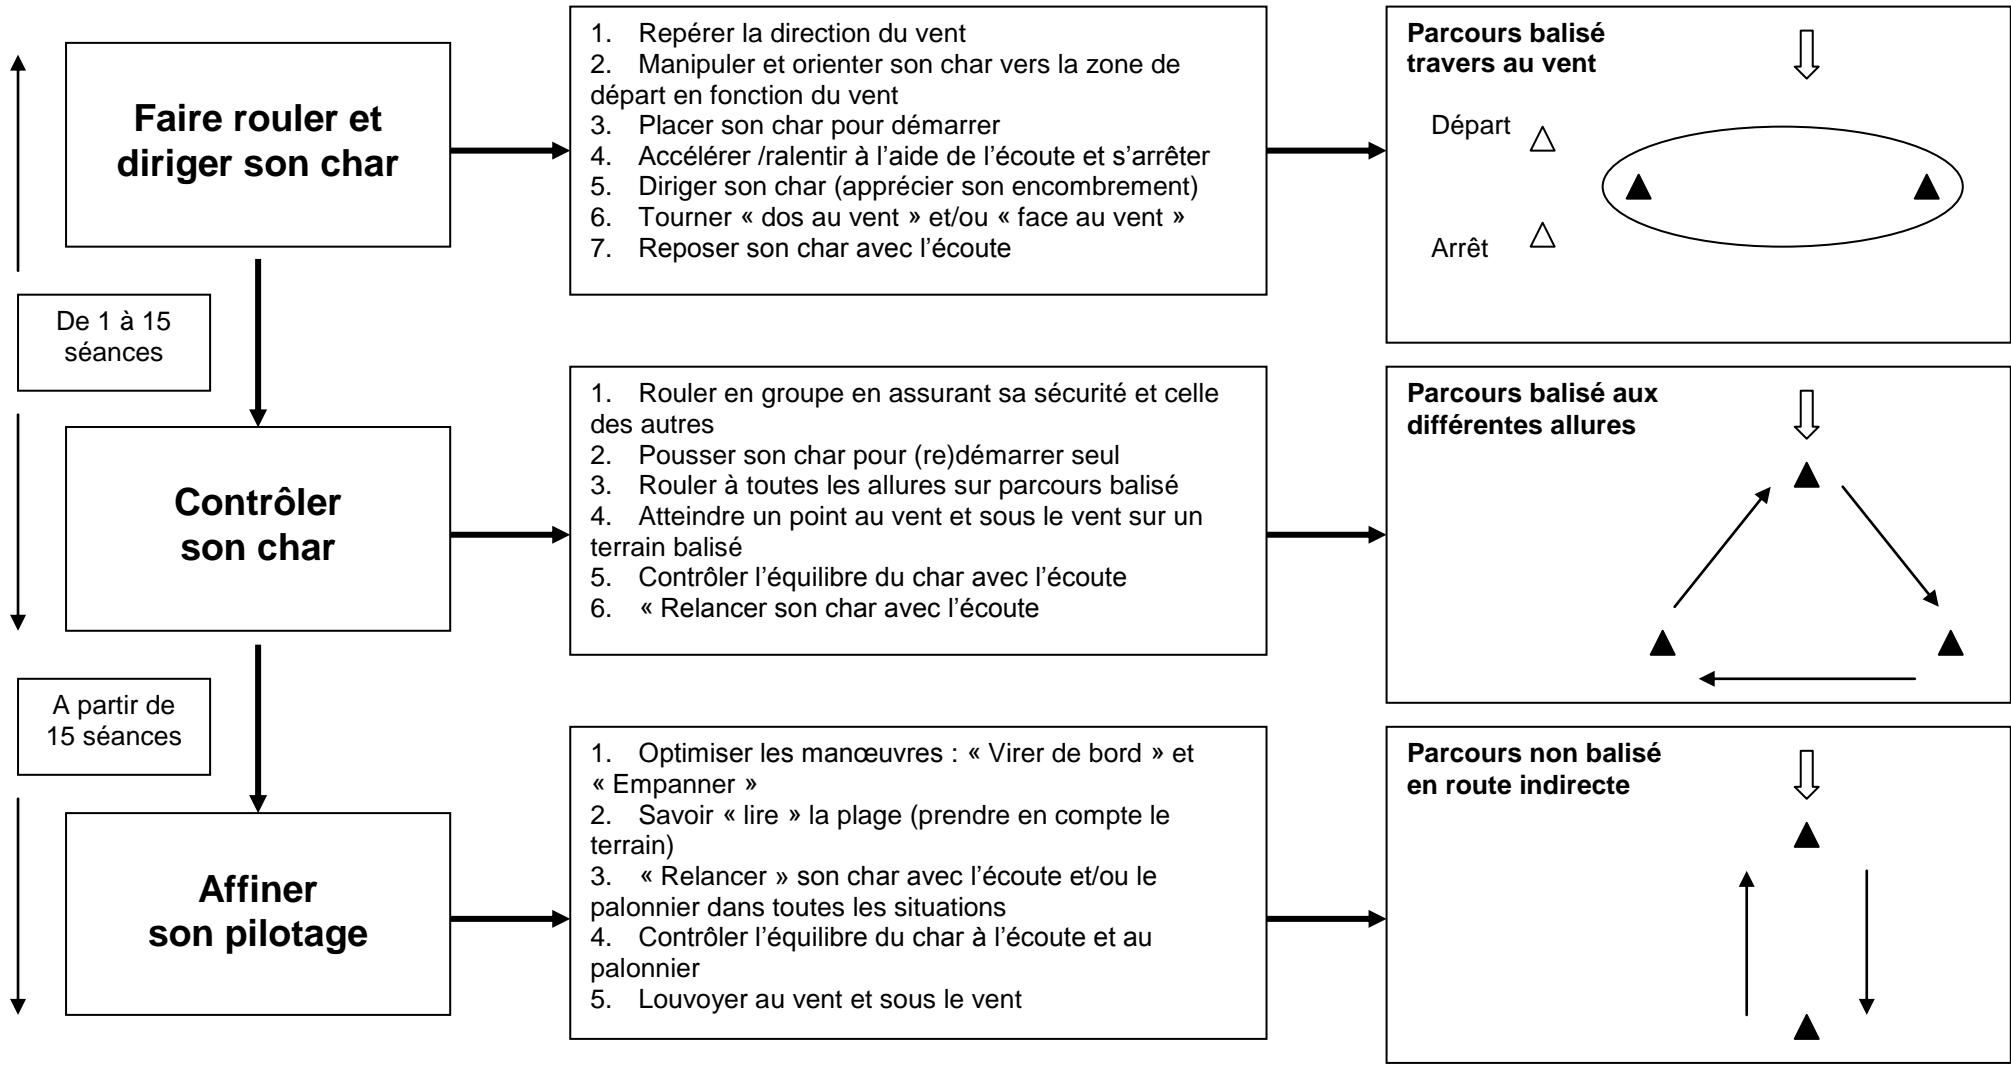 Faire rouler et
diriger son char
1. Repérer la direction du vent
2. Manipuler et orienter son char vers la zone de
départ en fonction du vent
3. Placer son char pour démarrer
4. Accélérer /ralentir à l’aide de l’écoute et s’arrêter
5. Diriger son char (apprécier son encombrement)
6. Tourner « dos au vent » et/ou « face au vent »
7. Reposer son char avec l’écoute
Parcours balisé
travers au vent
Départ
Arrêt
De 1 à 15
séances
Contrôler
son char
1. Rouler en groupe en assurant sa sécurité et celle
des autres
2. Pousser son char pour (re)démarrer seul
3. Rouler à toutes les allures sur parcours balisé
4. Atteindre un point au vent et sous le vent sur un
terrain balisé
5. Contrôler l’équilibre du char avec l’écoute
6. « Relancer son char avec l’écoute
Parcours balisé aux
différentes allures
A partir de
15 séances
Affiner
son pilotage
1. Optimiser les manœuvres : « Virer de bord » et
« Empanner »
2. Savoir « lire » la plage (prendre en compte le
terrain)
3. « Relancer » son char avec l’écoute et/ou le
palonnier dans toutes les situations
4. Contrôler l’équilibre du char à l’écoute et au
palonnier
5. Louvoyer au vent et sous le vent
Parcours non balisé
en route indirecte